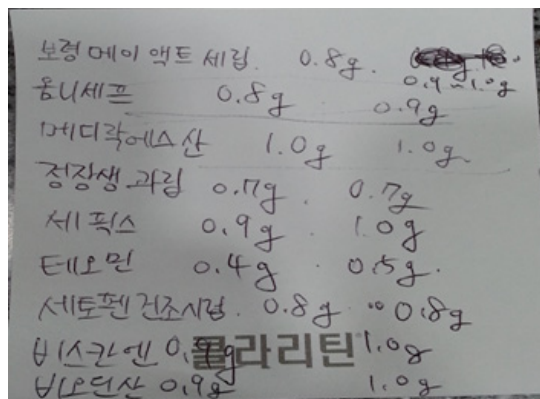 보령메이액트세립. 0.8g.
0.9~1.0g
옴니세프 0.8g 0.9g
메디락에스산 1.0g 1.0g
정장생 과립 0.7g. 0.7g
세픽스 0.9g 1.0g
테오민 0.4g 0.5g.
세토펜건조시럽. 0.8g 0.8g
비스칸엔 0.9g 1.0g
클라리틴
비오딘산 0.9g 1.0g